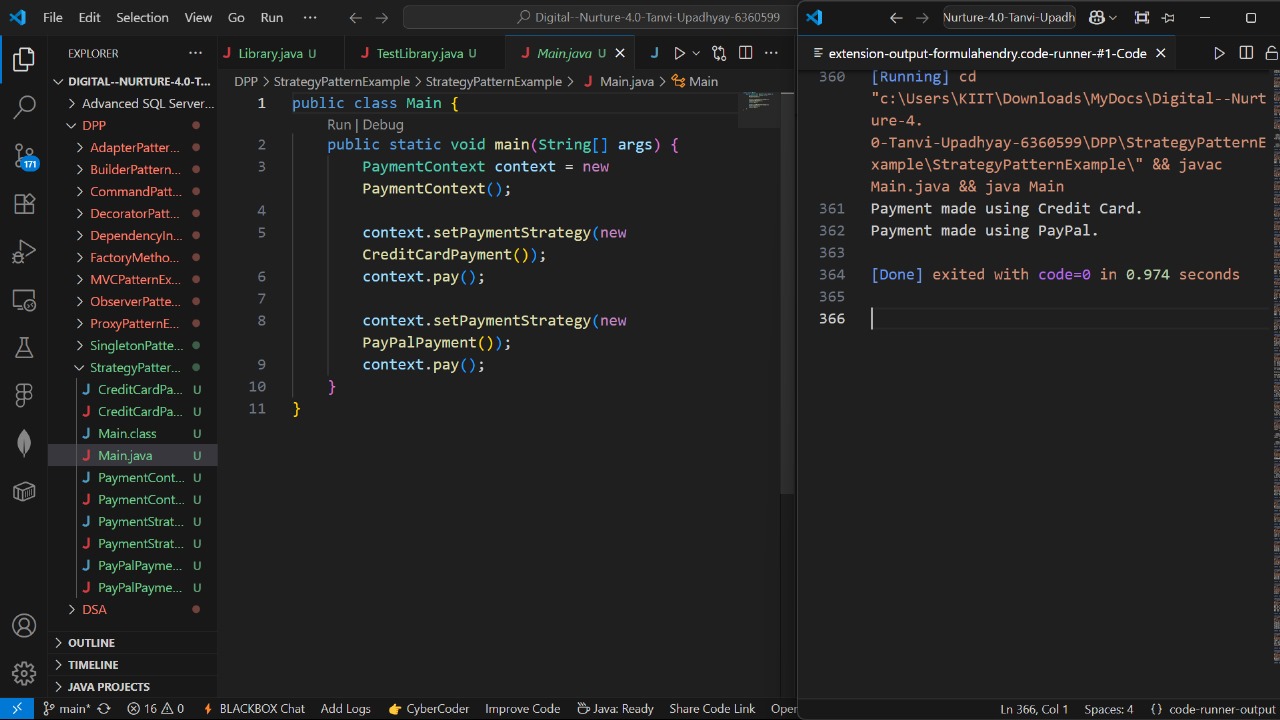 File Edit Selection View Go Run ···
Digital--Nurture-4.0-Tanvi-Upadhyay-6360599
EXPLORER ···
DIGITAL--NURTURE-4.0-T...
Advanced SQL Server...
DPP
AdapterPatter...
BuilderPattern...
CommandPatt...
DecoratorPatt...
DependencyIn...
FactoryMetho...
MVCPatternEx...
ObserverPatte...
ProxyPatternE...
SingletonPatte...
StrategyPatter...
J CreditCardPa... U
J CreditCardPa... U
J Main.class U
J Main.java U
J PaymentCont... U
J PaymentCont... U
J PaymentStrat... U
J PaymentStrat... U
J PayPalPayme... U
J PayPalPayme... U
DSA
OUTLINE
TIMELINE
JAVA PROJECTS
171
J Library.java U J TestLibrary.java U J Main.java U J ···
DPP > StrategyPatternExample > StrategyPatternExample > J Main.java > Main
1 public class Main {
Run | Debug
2 public static void main(String[] args) {
3 PaymentContext context = new
PaymentContext();
4
5 context.setPaymentStrategy(new
CreditCardPayment());
6 context.pay();
7
8 context.setPaymentStrategy(new
PayPalPayment());
9 context.pay();
10 }
11 }
main* 16 0 BLACKBOX Chat Add Logs 👉 CyberCoder Improve Code Java: Ready Share Code Link Open
Nurture-4.0-Tanvi-Upadh
extension-output-formulahendry.code-runner-#1-Code
360 [Running] cd
"c:\Users\KIIT\Downloads\MyDocs\Digital--Nurt
ure-4.
0-Tanvi-Upadhyay-6360599\DPP\StrategyPatternE
xample\StrategyPatternExample\" && javac
Main.java && java Main
361 Payment made using Credit Card.
362 Payment made using PayPal.
363
364 [Done] exited with code=0 in 0.974 seconds
365
366
Ln 366, Col 1 Spaces: 4 {} code-runner-output